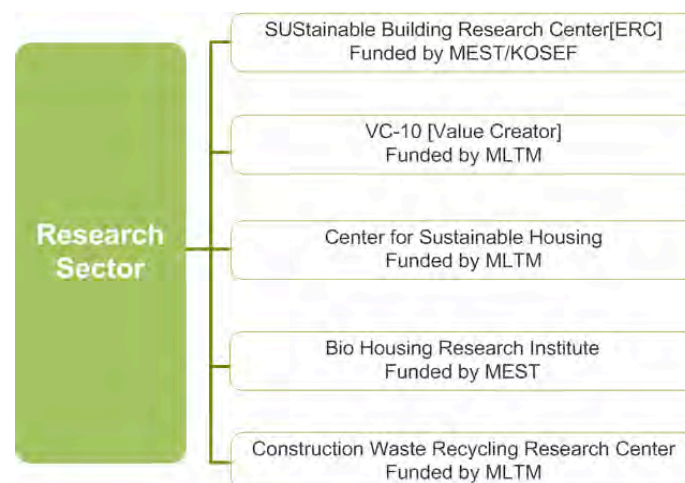 Research
Sector
SUStainable Building Research Center[ERC]
Funded by MEST/KOSEF
VC-10 [Value Creator]
Funded by MLTM
Center for Sustainable Housing
Funded by MLTM
Bio Housing Research Institute
Funded by MEST
Construction Waste Recycling Research Center
Funded by MLTM